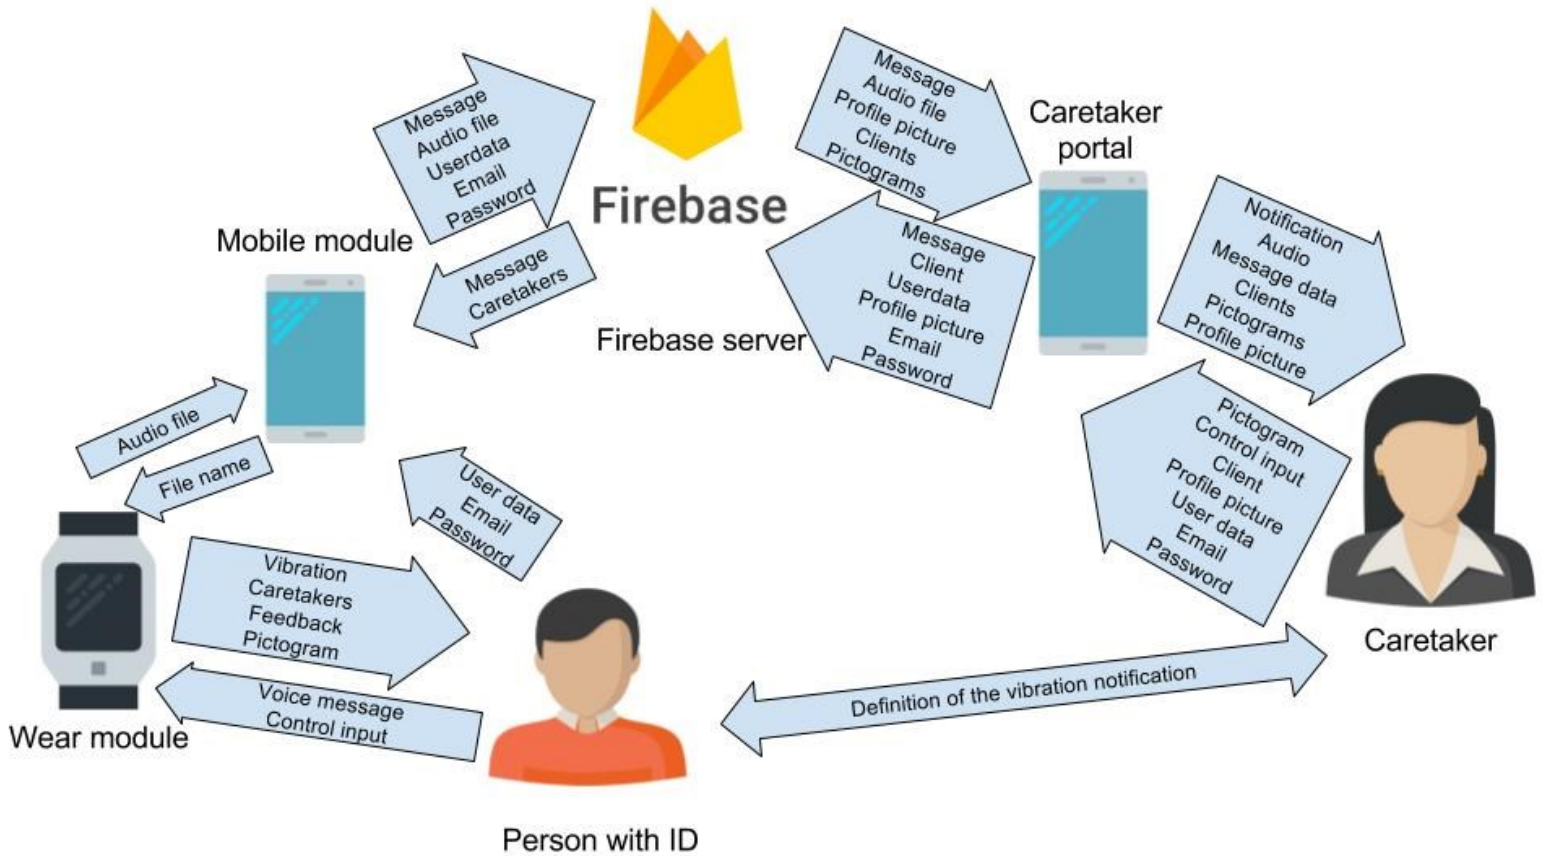 Message
Audio file
Userdata
Email
Password
Firebase
Message
Audio file
Profile picture
Clients
Pictograms
Caretaker
portal
Mobile module
Message
Caretakers
Firebase server
Message
Client
Userdata
Profile picture
Email
Password
Notification
Audio
Message data
Clients
Pictograms
Profile picture
Audio file
File name
User data
Email
Password
Pictogram
Control input
Client
Profile picture
User data
Email
Password
Vibration
Caretakers
Feedback
Pictogram
Voice message
Control input
Wear module
Definition of the vibration notification
Caretaker
Person with ID